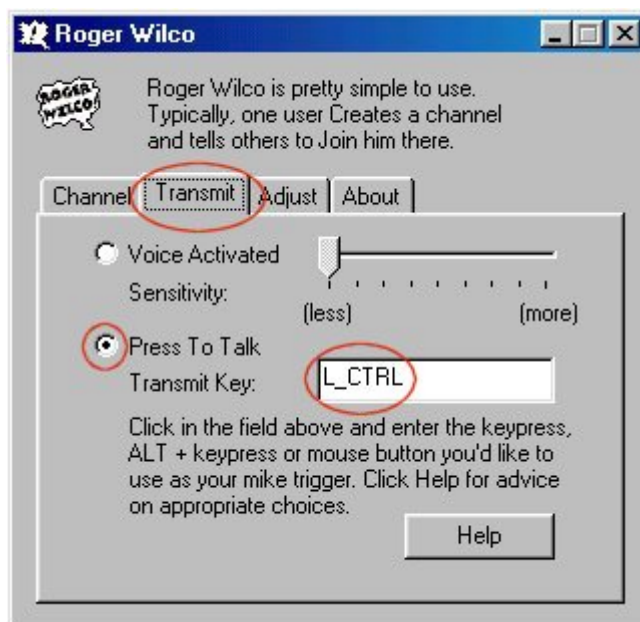 Roger Wilco
ROGER WILCO!
Roger Wilco is pretty simple to use.
Typically, one user Creates a channel
and tells others to Join him there.
Channel Transmit Adjust About
Voice Activated
Sensitivity:
(less) (more)
Press To Talk
Transmit Key: L_CTRL
Click in the field above and enter the keypress,
ALT + keypress or mouse button you'd like to
use as your mike trigger. Click Help for advice
on appropriate choices.
Help